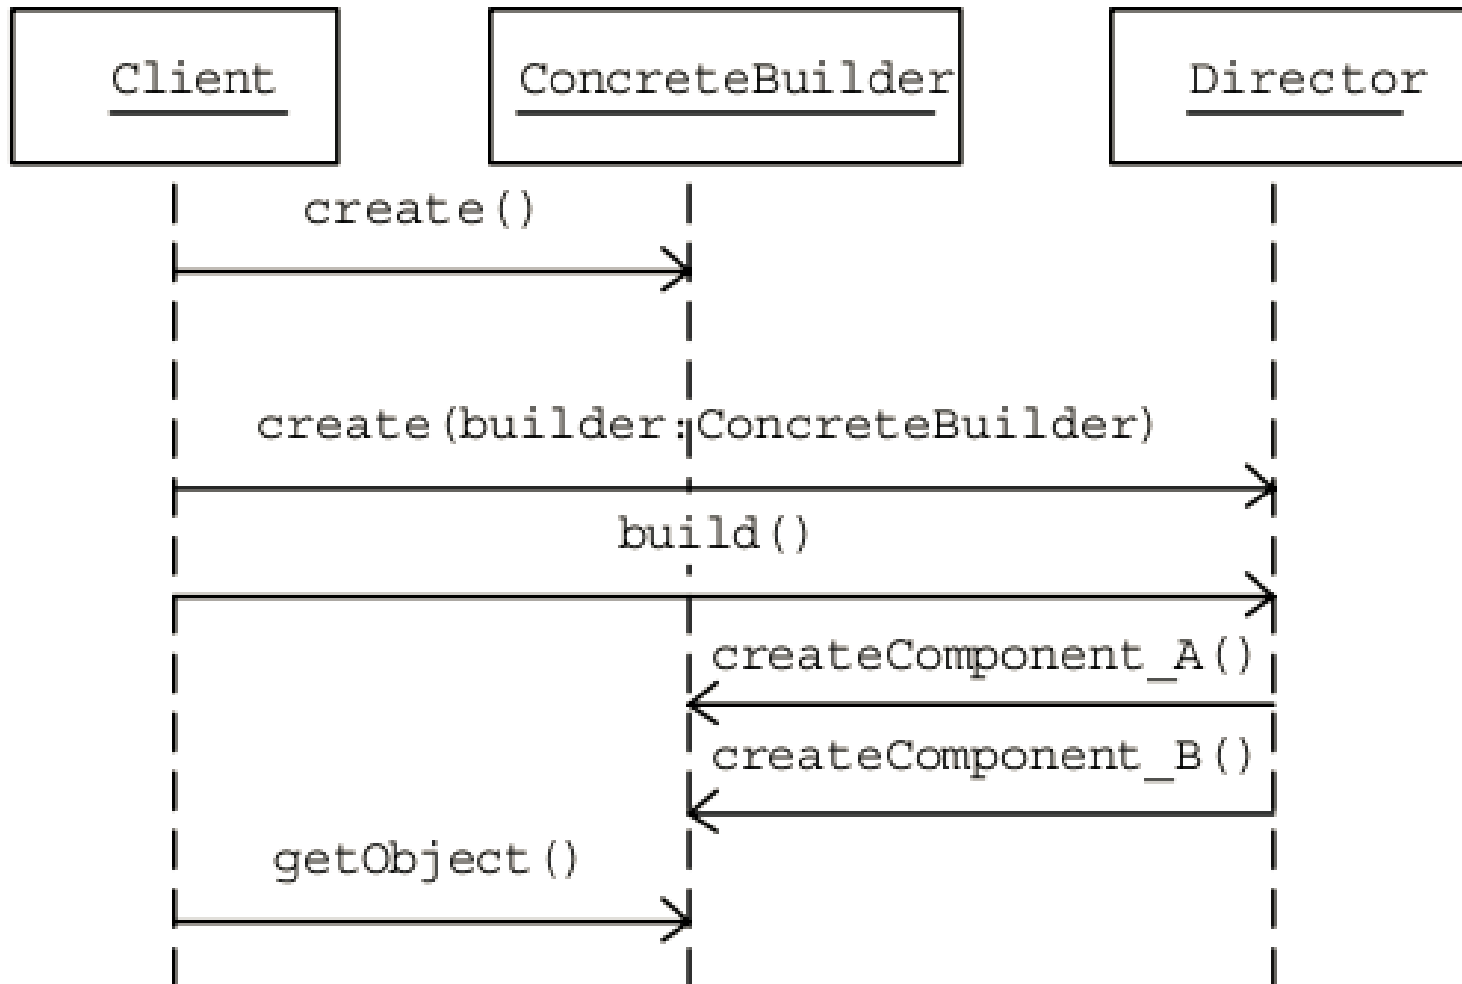 Client
ConcreteBuilder
Director
create()
create(builder:ConcreteBuilder)
build()
createComponent_A()
createComponent_B()
getObject()